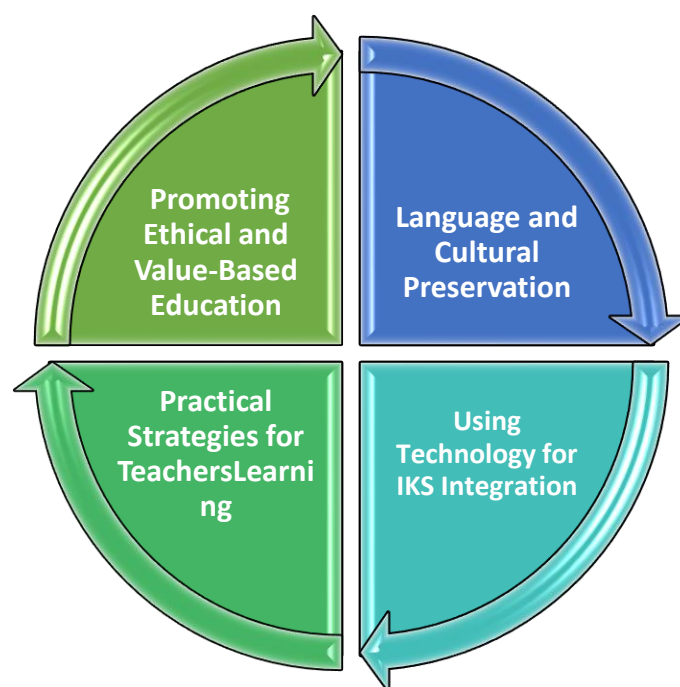 Promoting
Ethical and
Value-Based
Education
Language and
Cultural
Preservation
Practical
Strategies for
TeachersLearni
ng
Using
Technology for
IKS Integration